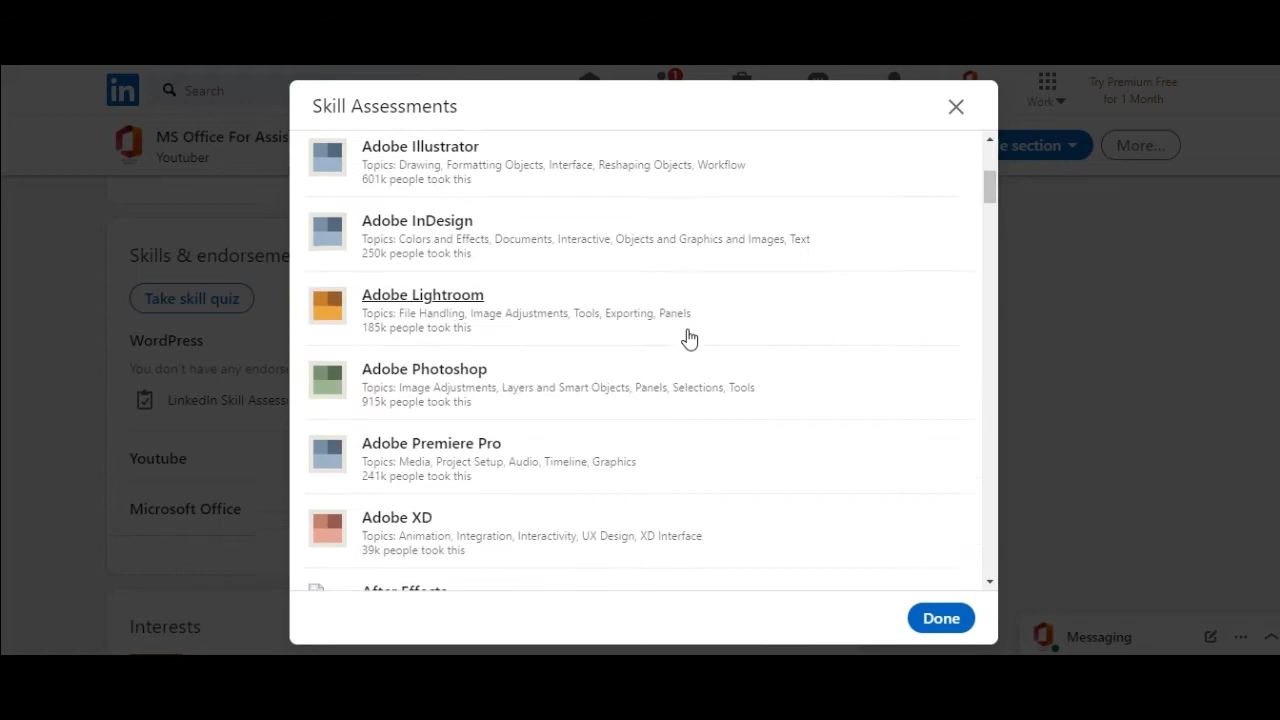 Search
1
Work
Try Premium Free
for 1 Month
MS Office For Assis
Youtuber
e section
More...
Skill Assessments
Adobe Illustrator
Topics: Drawing, Formatting Objects, Interface, Reshaping Objects, Workflow
601k people took this
Adobe InDesign
Topics: Colors and Effects, Documents, Interactive, Objects and Graphics and Images, Text
250k people took this
Adobe Lightroom
Topics: File Handling, Image Adjustments, Tools, Exporting, Panels
185k people took this
Adobe Photoshop
Topics: Image Adjustments, Layers and Smart Objects, Panels, Selections, Tools
915k people took this
Adobe Premiere Pro
Topics: Media, Project Setup, Audio, Timeline, Graphics
241k people took this
Adobe XD
Topics: Animation, Integration, Interactivity, UX Design, XD Interface
39k people took this
After Effects
Done
Skills & endorseme
Take skill quiz
WordPress
You don't have any endorse
LinkedIn Skill Assess
Youtube
Microsoft Office
Interests
Messaging
in